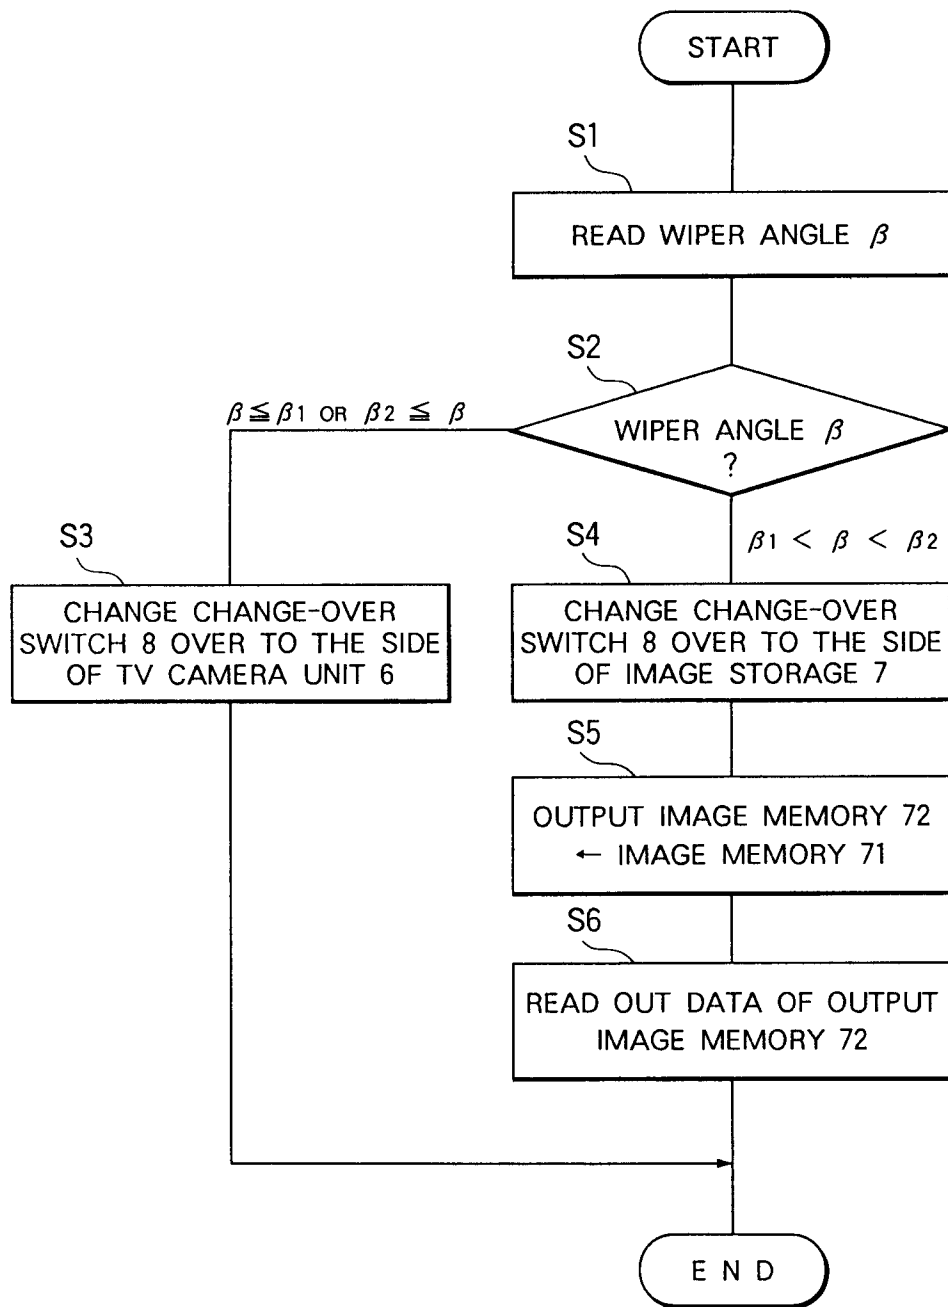 START
S1
READ WIPER ANGLE β
S2
β≦β1 OR β2 ≦ β
WIPER ANGLE β
?
β1 < β < β2
S3
CHANGE CHANGE-OVER
SWITCH 8 OVER TO THE SIDE
OF TV CAMERA UNIT 6
S4
CHANGE CHANGE-OVER
SWITCH 8 OVER TO THE SIDE
OF IMAGE STORAGE 7
S5
OUTPUT IMAGE MEMORY 72
← IMAGE MEMORY 71
S6
READ OUT DATA OF OUTPUT
IMAGE MEMORY 72
E N D